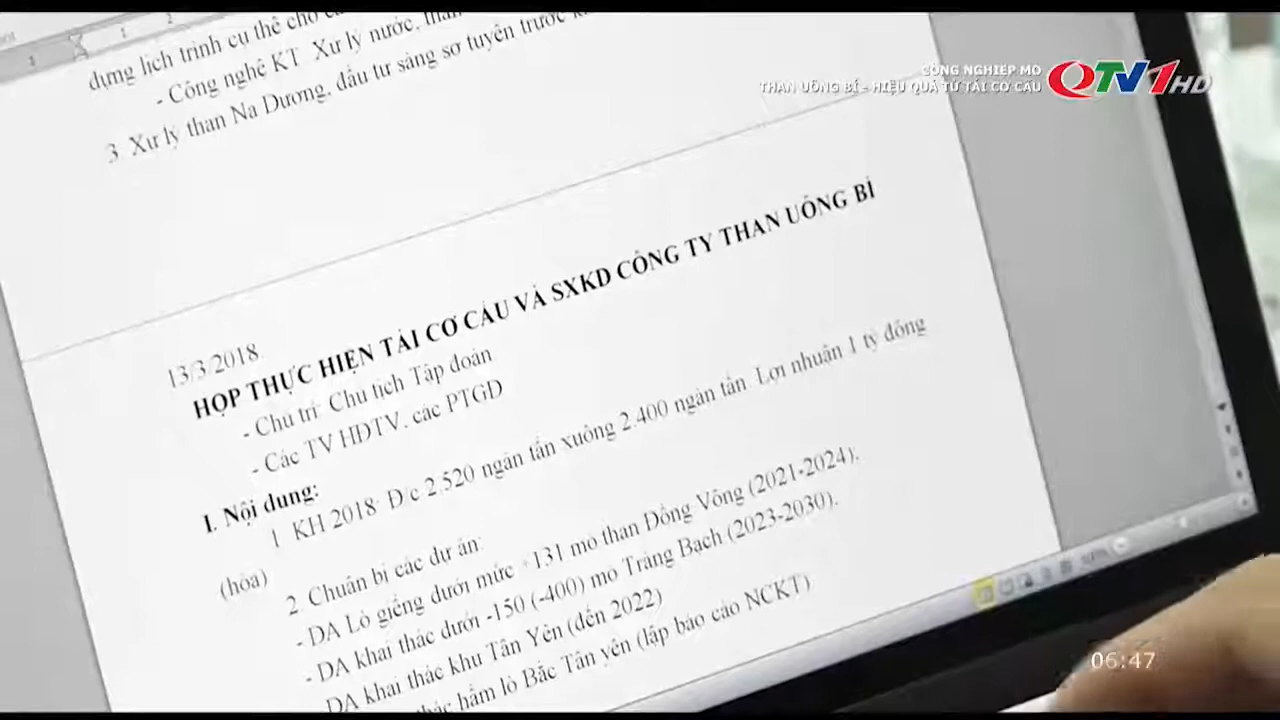 CÔNG NGHIỆP MỎ
THAN UÔNG BÍ - HIỆU QUẢ TỪ TÁI CƠ CẤU
QTV1HD
dựng lịch trình cụ thể cho
- Công nghệ KT Xử lý nước, than
3 Xử lý than Na Dương, đầu tư sàng sơ tuyển trước
13/3/2018
HỌP THỰC HIỆN TÁI CƠ CẤU VÀ SXKD CÔNG TY THAN UÔNG BÍ
- Chủ trì: Chủ tịch Tập đoàn
- Các TV HĐTV, các PTGĐ
I. Nội dung:
1 KH 2018: Đ/c 2.520 ngàn tấn xuống 2.400 ngàn tấn Lợi nhuận 1 tỷ đồng
(hòa)
2 Chuẩn bị các dự án:
- DA Lò giếng dưới mức -131 mỏ than Đồng Vông (2021-2024).
- DA khai thác dưới -150 (-400) mỏ Tràng Bạch (2023-2030).
DA khai thác khu Tân Yên (đến 2022)
thác hầm lò Bắc Tân yên (lập báo cáo NCKT)
06:47